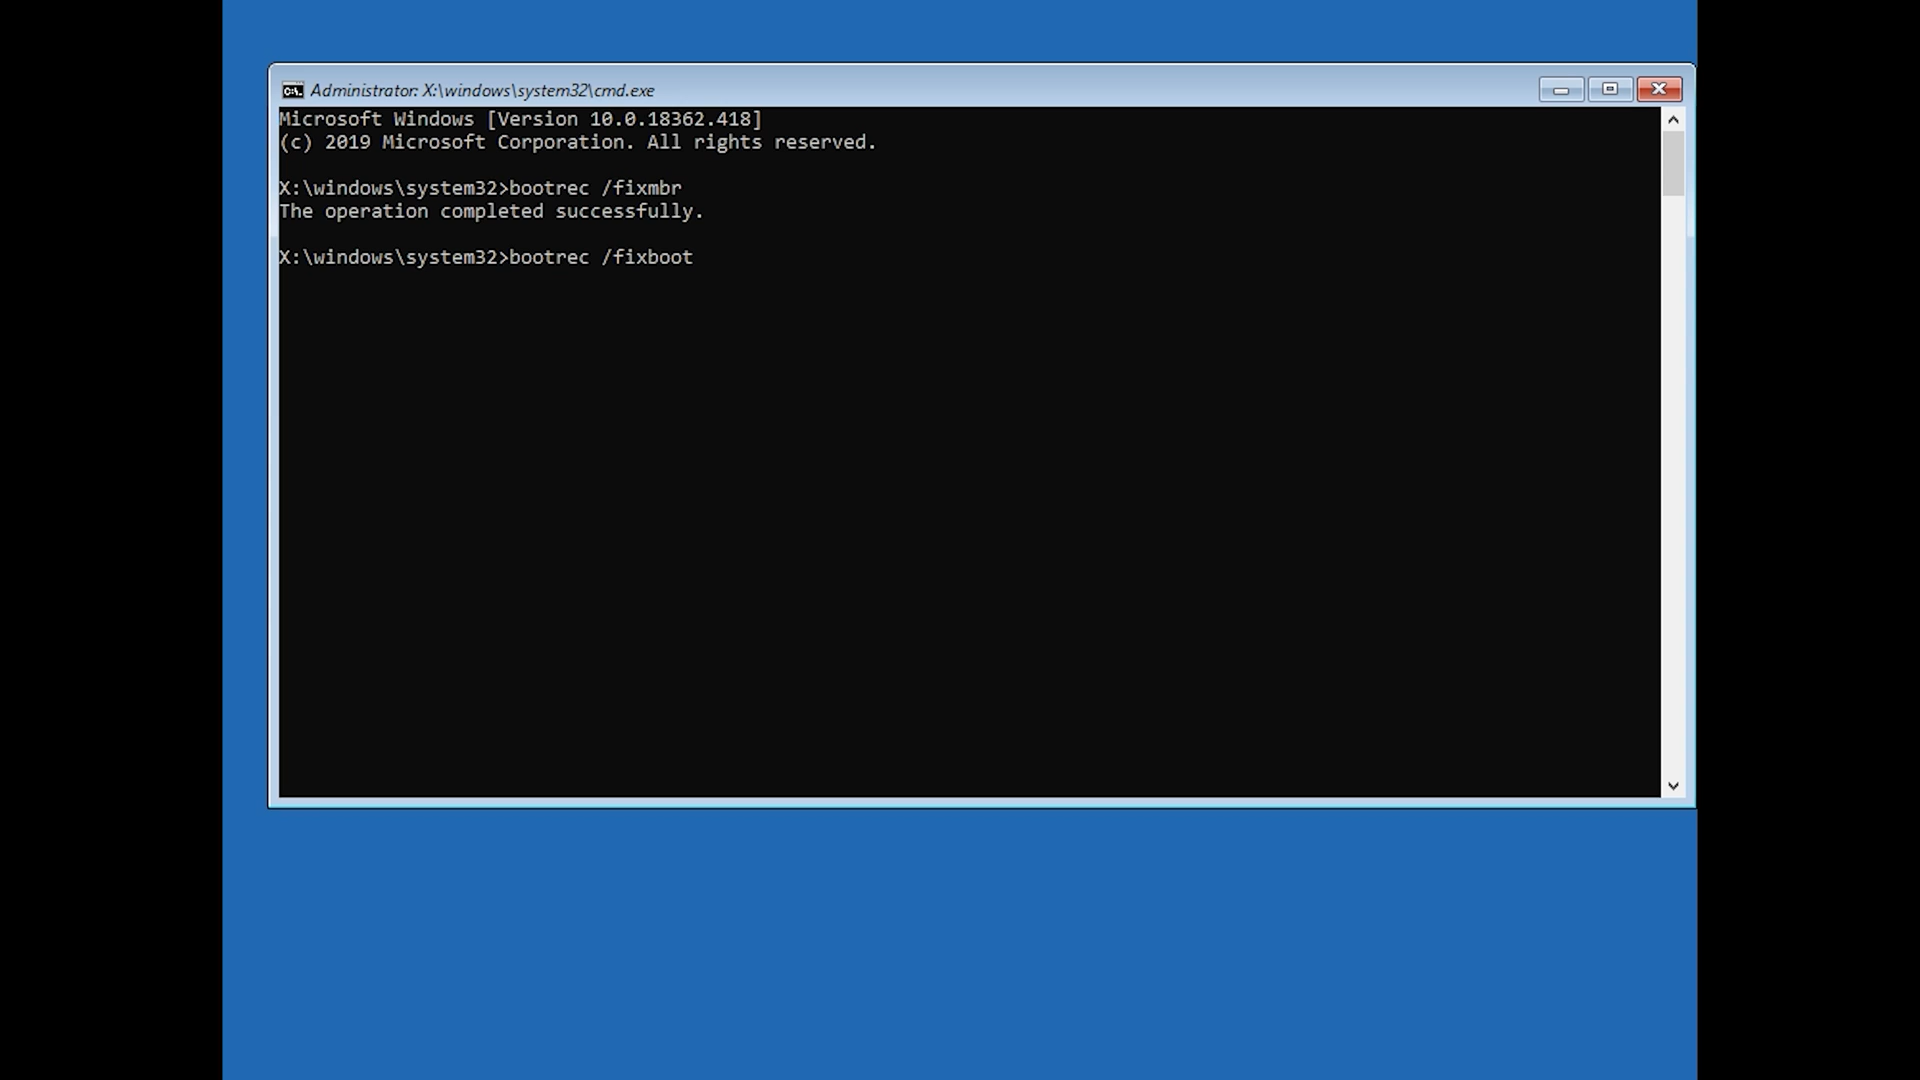 Administrator: X:\windows\system32\cmd.exe
Microsoft Windows [Version 10.0.18362.418]
(c) 2019 Microsoft Corporation. All rights reserved.
X:\windows\system32>bootrec /fixmbr
The operation completed successfully.
X:\windows\system32>bootrec /fixboot